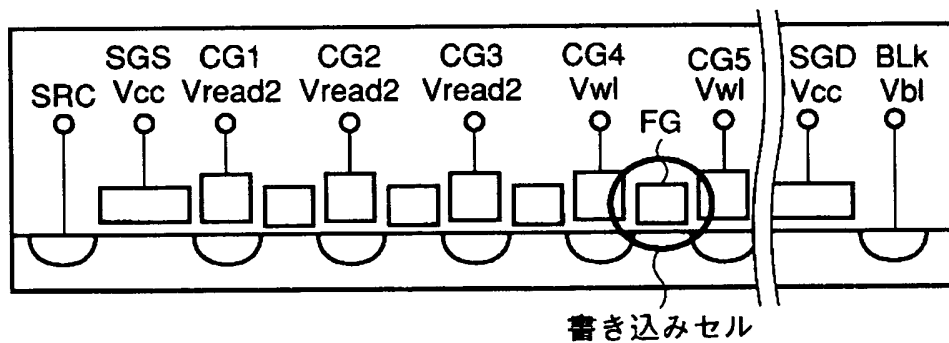 SGS CG1 CG2 CG3 CG4 CG5 SGD BLk
SRC Vcc Vread2 Vread2 Vread2 Vwl Vwl Vcc Vbl
FG
書き込みセル